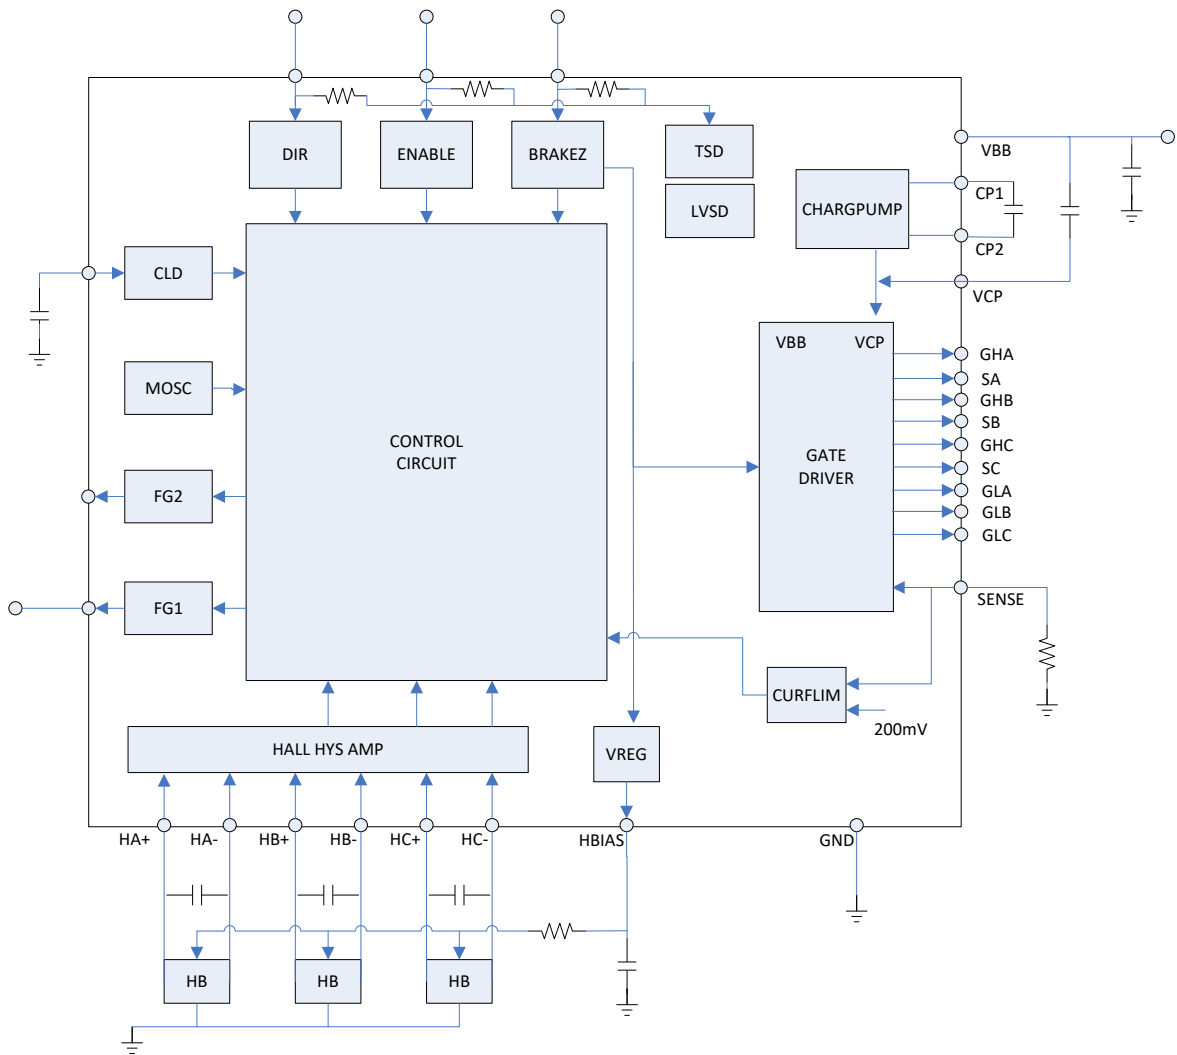 DIR
ENABLE
BRAKEZ
TSD
LVSD
VBB
CHARGPUMP
CP1
CP2
VCP
CLD
MOSC
FG2
FG1
CONTROL
CIRCUIT
VBB
VCP
GATE
DRIVER
GHA
SA
GHB
SB
GHC
SC
GLA
GLB
GLC
SENSE
CURFLIM
200mV
HALL HYS AMP
VREG
HA+
HA-
HB+
HB-
HC+
HC-
HBIAS
GND
HB
HB
HB